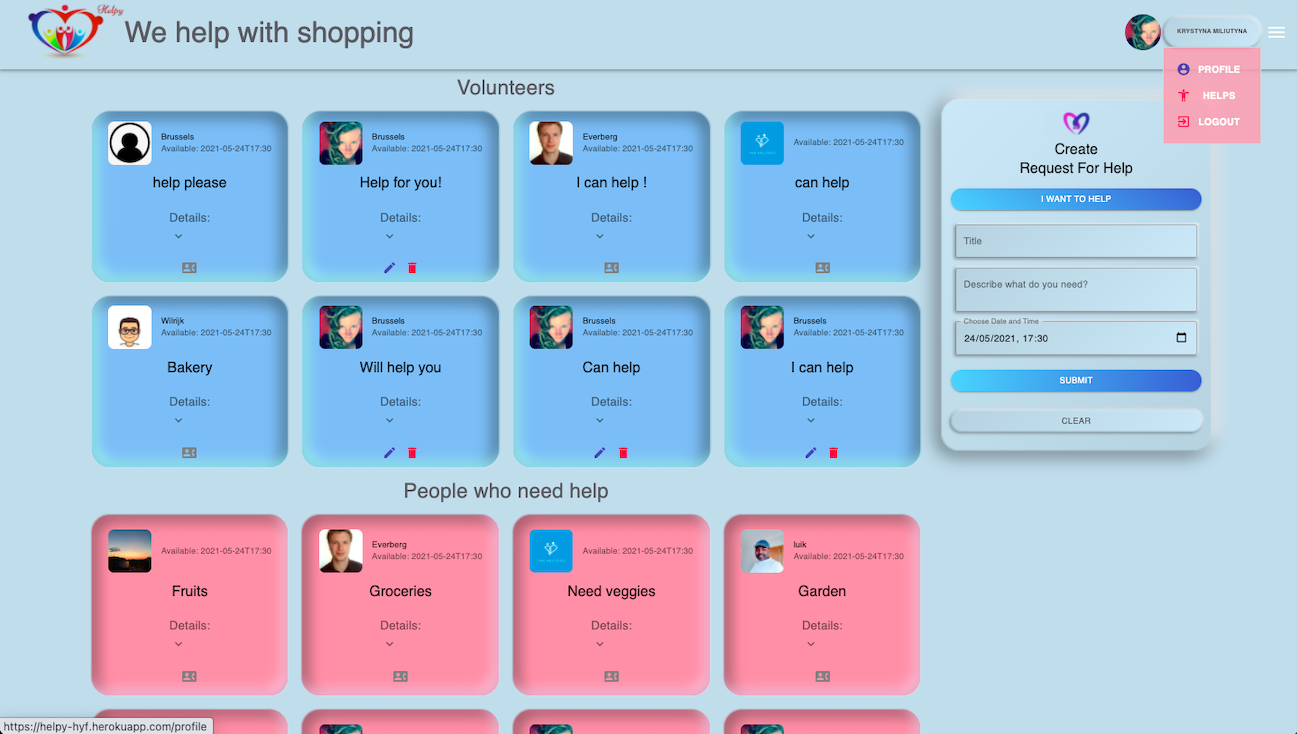 Helpy
We help with shopping
KRYSTYNA MILIUTYNA
PROFILE
HELPS
LOGOUT
Volunteers
Brussels
Available: 2021-05-24T17:30
help please
Details:
Brussels
Available: 2021-05-24T17:30
Help for you!
Details:
Everberg
Available: 2021-05-24T17:30
I can help !
Details:
Available: 2021-05-24T17:30
can help
Details:
Wilrijk
Available: 2021-05-24T17:30
Bakery
Details:
Brussels
Available: 2021-05-24T17:30
Will help you
Details:
Brussels
Available: 2021-05-24T17:30
Can help
Details:
Brussels
Available: 2021-05-24T17:30
I can help
Details:
Create
Request For Help
I WANT TO HELP
Title
Describe what do you need?
Choose Date and Time
24/05/2021, 17:30
SUBMIT
CLEAR
People who need help
Available: 2021-05-24T17:30
Fruits
Details:
Everberg
Available: 2021-05-24T17:30
Groceries
Details:
Available: 2021-05-24T17:30
Need veggies
Details:
luik
Available: 2021-05-24T17:30
Garden
Details:
https://helpy-hyf.herokuapp.com/profile